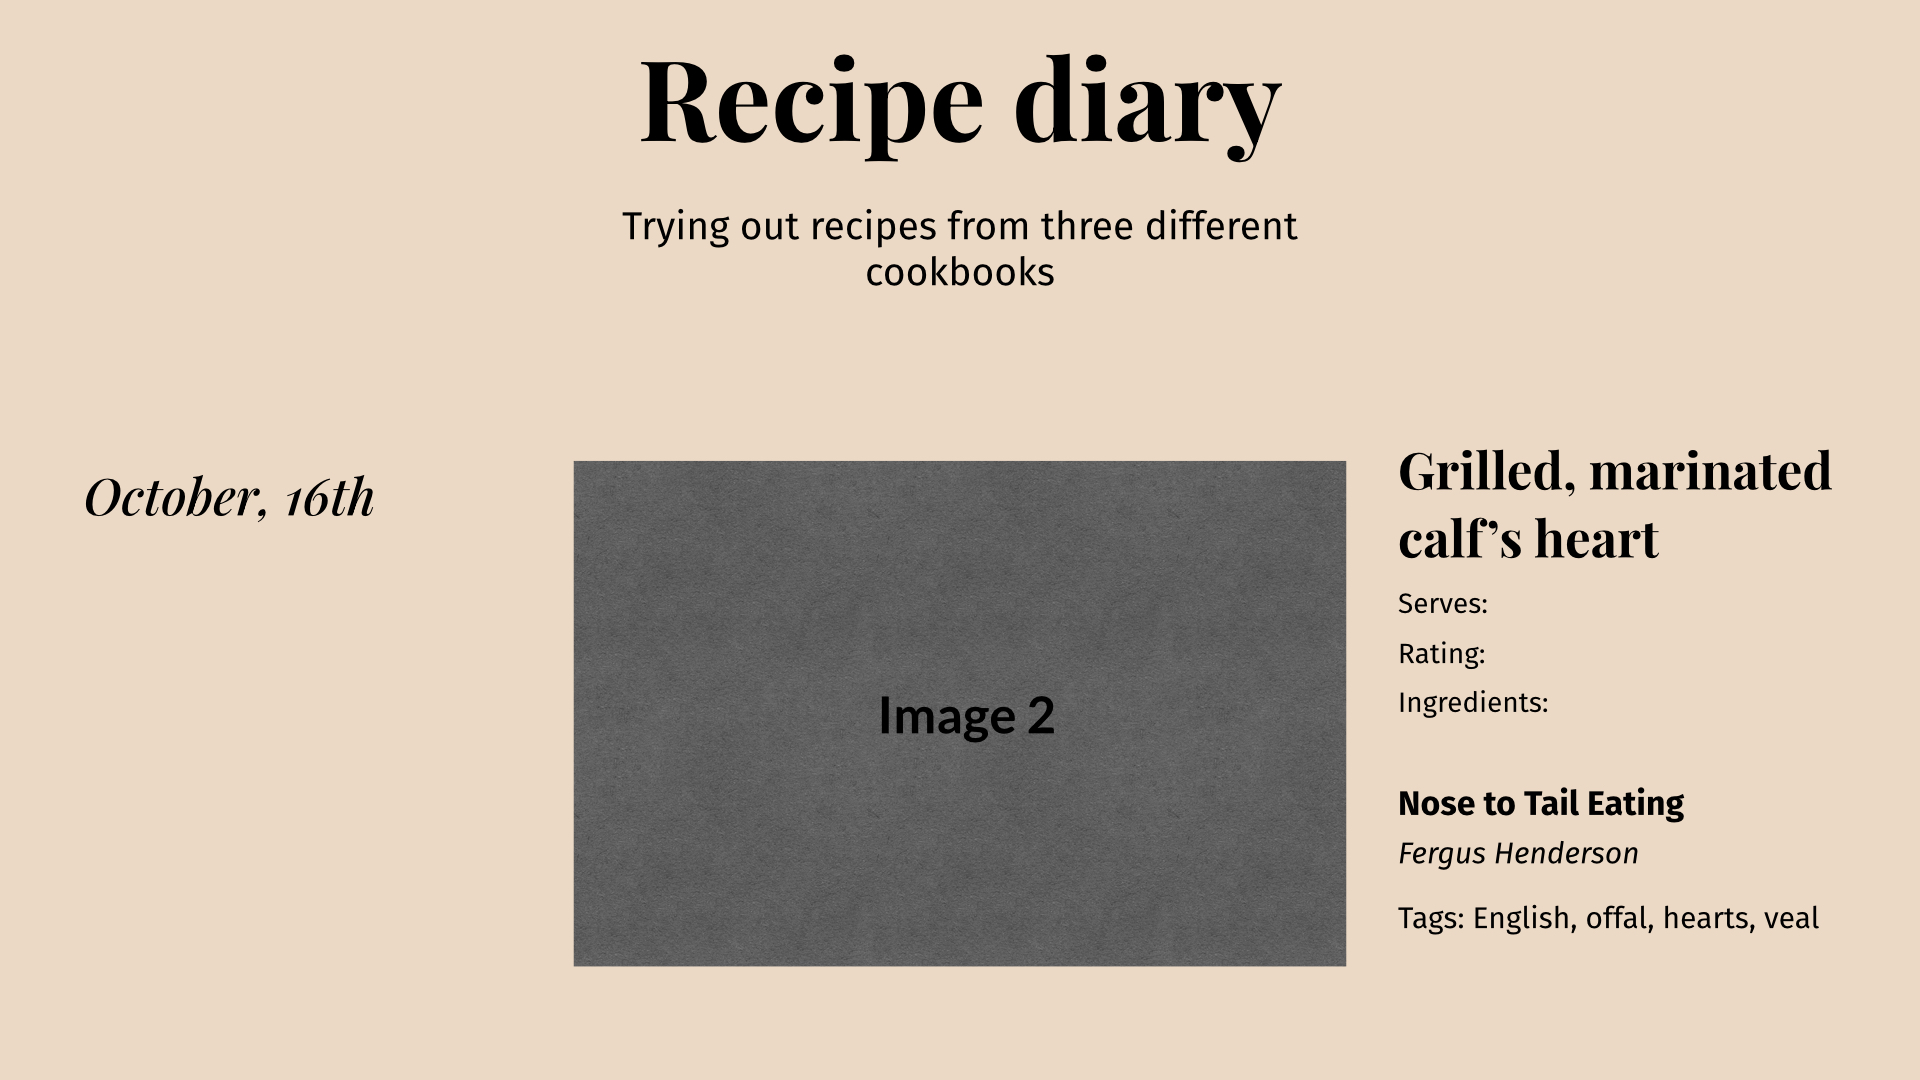 Recipe diary
Trying out recipes from three different
cookbooks
October, 16th
Image 2
Grilled, marinated
calf’s heart
Serves:
Rating:
Ingredients:
Nose to Tail Eating
Fergus Henderson
Tags: English, offal, hearts, veal